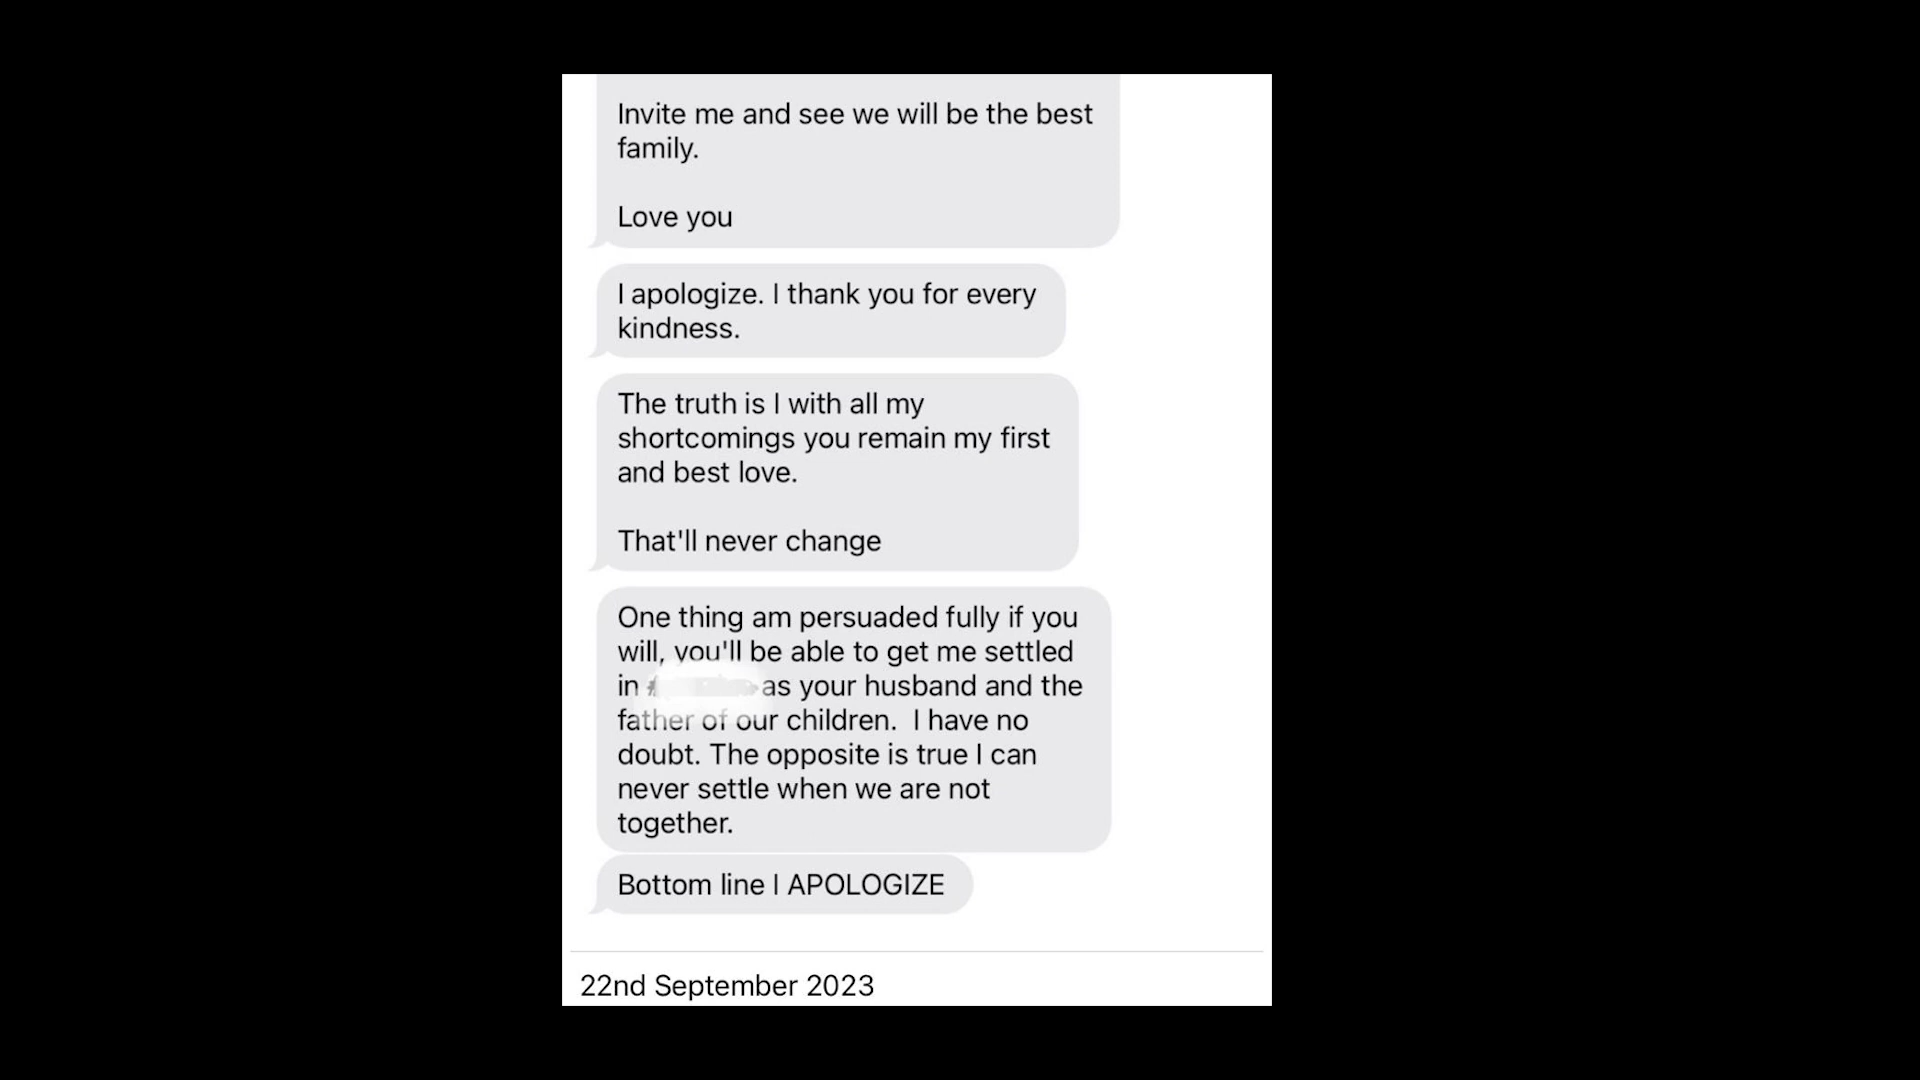 Invite me and see we will be the best
family.
Love you
I apologize. I thank you for every
kindness.
The truth is I with all my
shortcomings you remain my first
and best love.
That'll never change
One thing am persuaded fully if you
will, you'll be able to get me settled
in as your husband and the
father of our children. I have no
doubt. The opposite is true I can
never settle when we are not
together.
Bottom line I APOLOGIZE
22nd September 2023